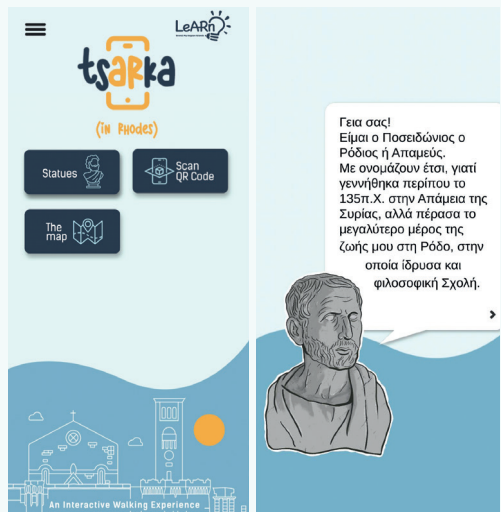 LeARn
tsARka
(in Rhodes)
Statues
Scan
QR Code
The
map
An Interactive Walking Experience
Γεια σας!
Είμαι ο Ποσειδώνιος ο
Ρόδιος ή Απαμεύς.
Με ονομάζουν έτσι, γιατί
γεννήθηκα περίπου το
135π.Χ. στην Απάμεια της
Συρίας, αλλά πέρασα το
μεγαλύτερο μέρος της
ζωής μου στη Ρόδο, στην
οποία ίδρυσα και
φιλοσοφική Σχολή.